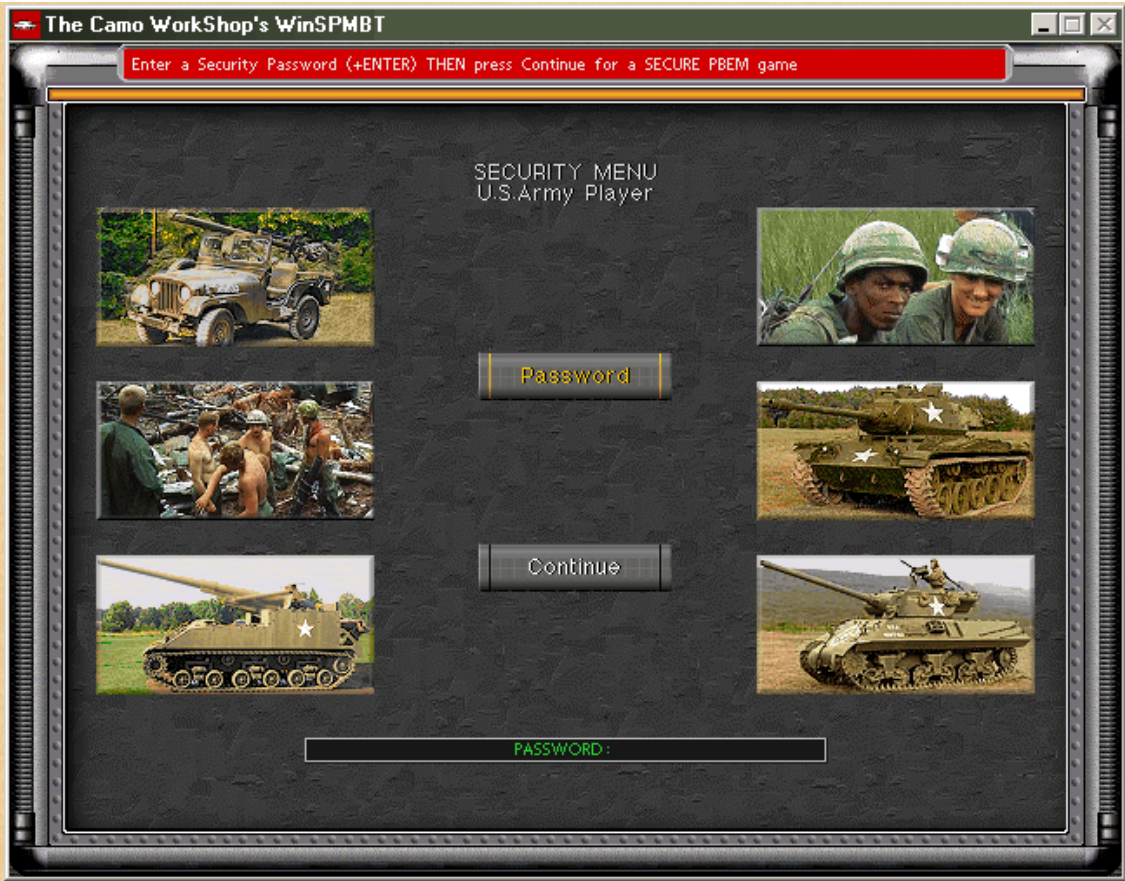 The Camo WorkShop's WinSPMBT
Enter a Security Password (+ENTER) THEN press Continue for a SECURE PBEM game
SECURITY MENU
U.S.Army Player
Password
Continue
PASSWORD: